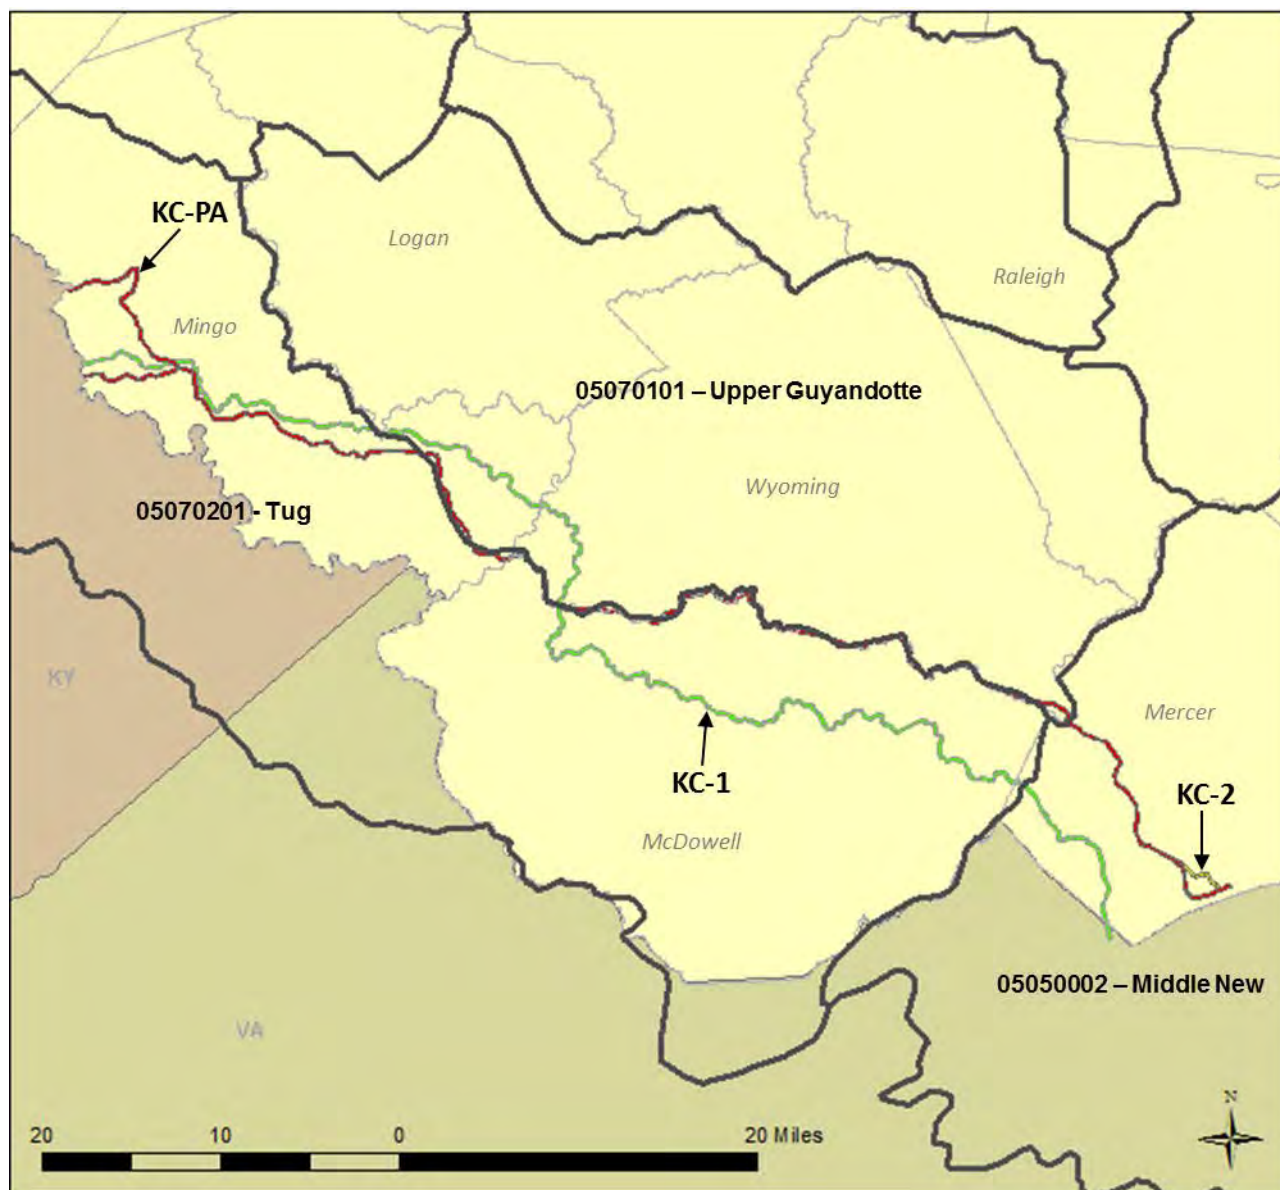 KC-PA
Logan
Raleigh
Mingo
05070101 – Upper Guyandotte
Wyoming
05070201 - Tug
KY
Mercer
KC-1
KC-2
McDowell
05050002 – Middle New
VA
N
20 10 0 20 Miles